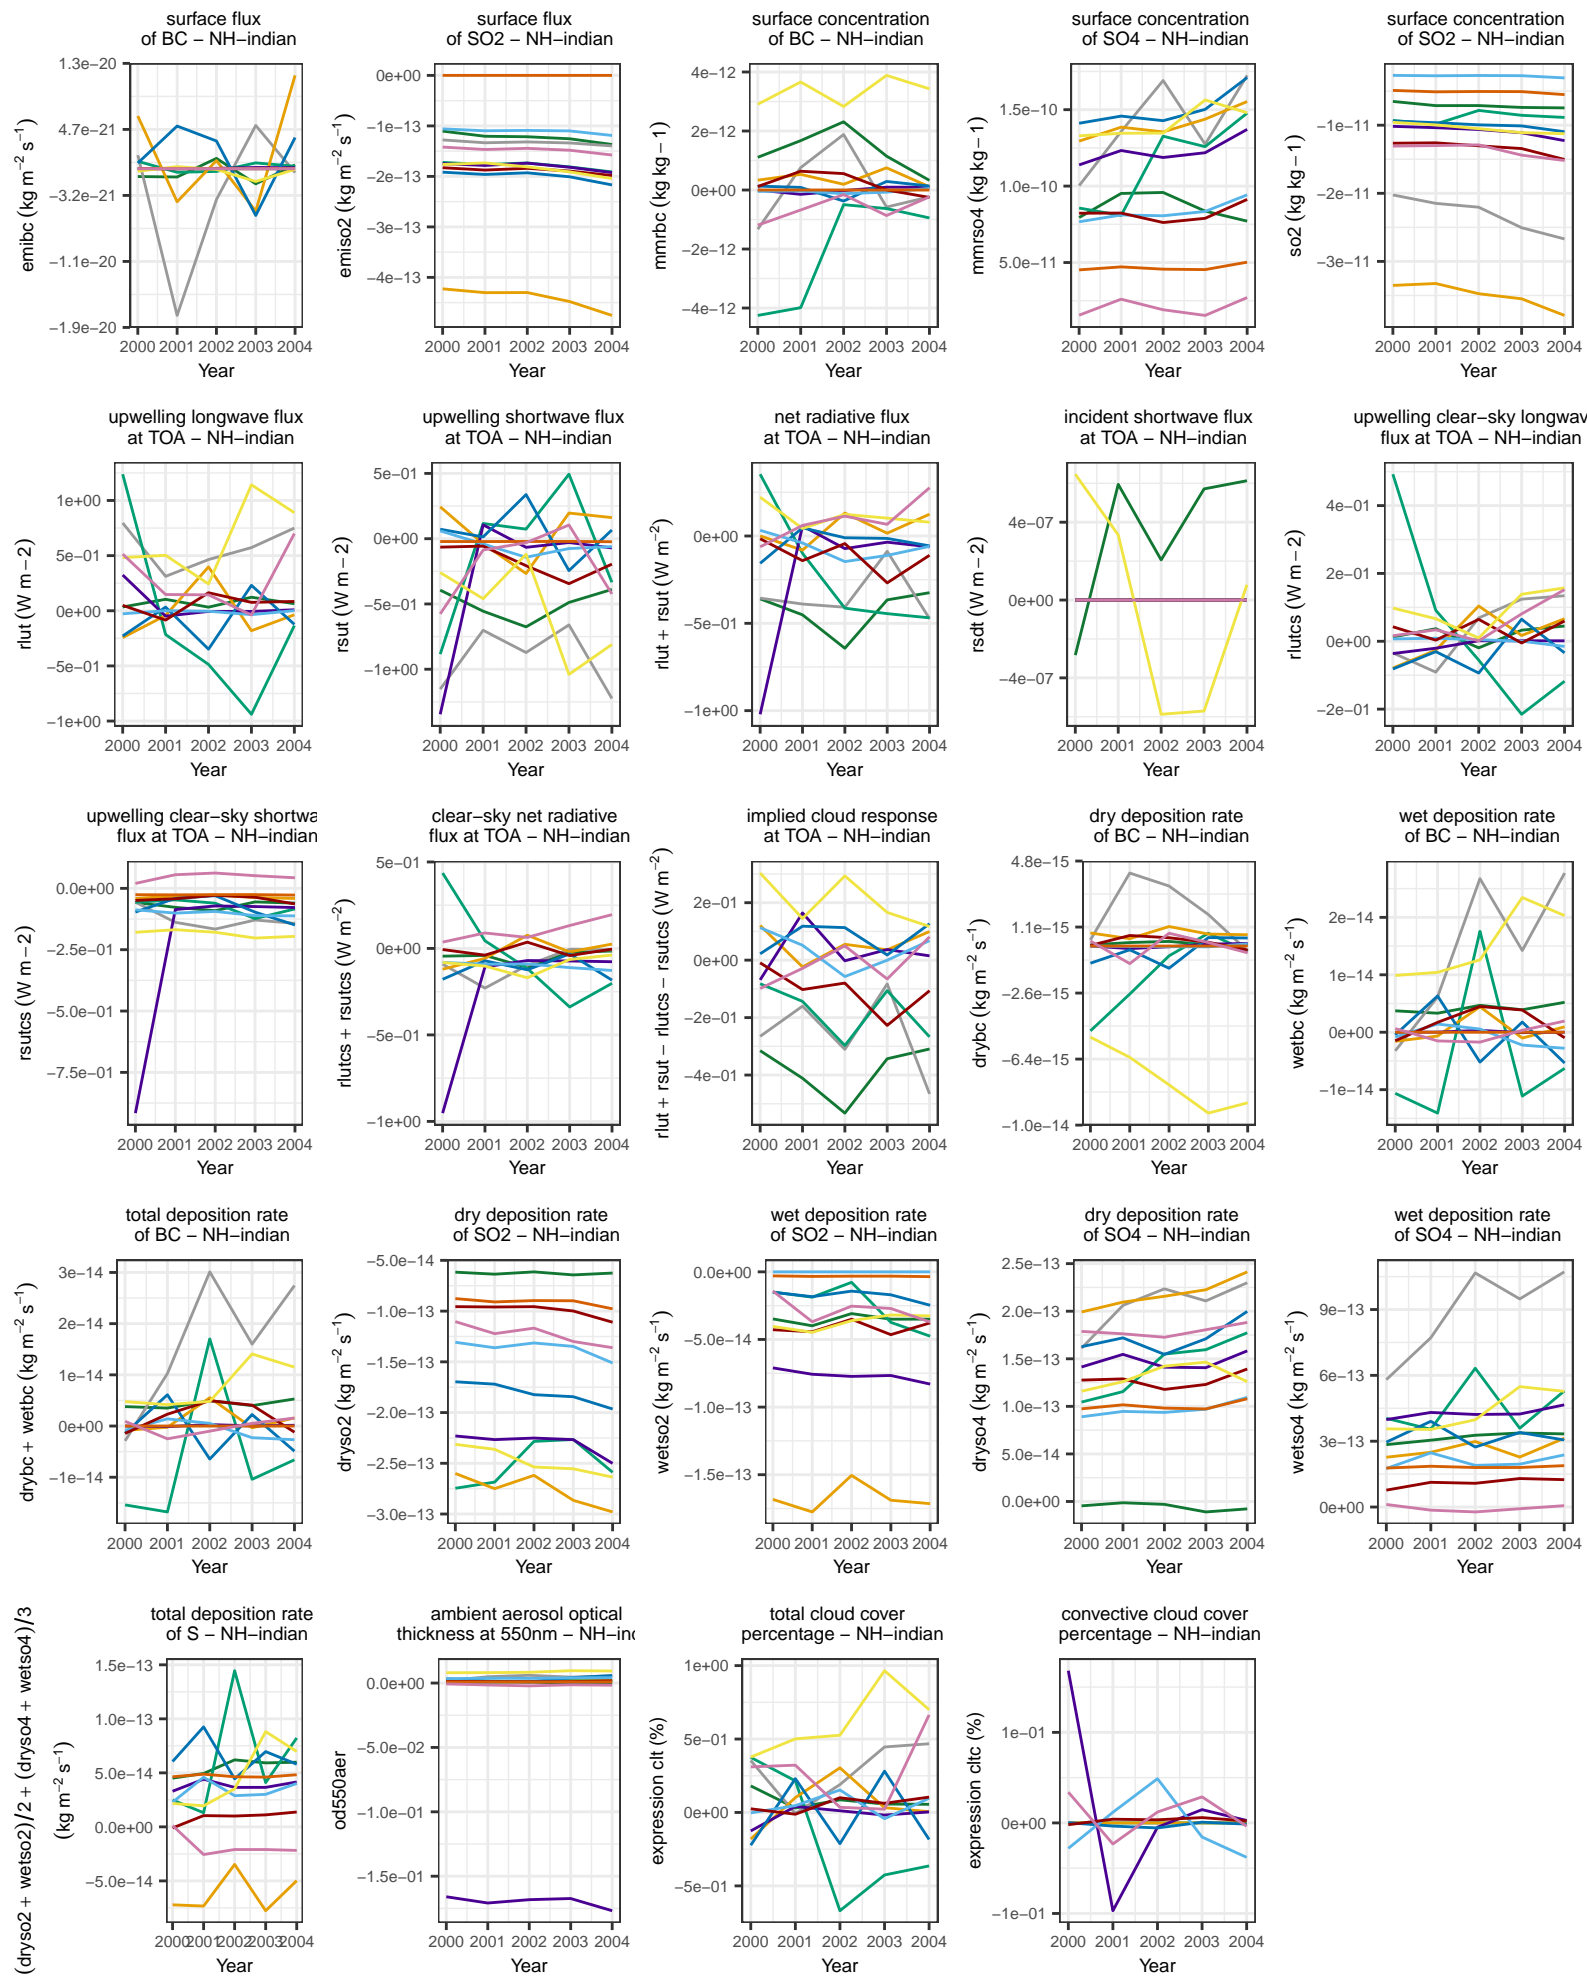 surface flux
of BC − NH−indian
emibc (kg m−2 s−1)
1.3e−20
4.7e−21
−3.2e−21
−1.1e−20
−1.9e−20
2000 2001 2002 2003 2004
Year
surface flux
of SO2 − NH−indian
emiso2 (kg m−2 s−1)
0e+00
−1e−13
−2e−13
−3e−13
−4e−13
2000 2001 2002 2003 2004
Year
surface concentration
of BC − NH−indian
mmrbc (kg kg − 1)
4e−12
2e−12
0e+00
−2e−12
−4e−12
2000 2001 2002 2003 2004
Year
surface concentration
of SO4 − NH−indian
mmrso4 (kg kg − 1)
1.5e−10
1.0e−10
5.0e−11
2000 2001 2002 2003 2004
Year
surface concentration
of SO2 − NH−indian
so2 (kg kg − 1)
−1e−11
−2e−11
−3e−11
2000 2001 2002 2003 2004
Year
upwelling longwave flux
at TOA − NH−indian
rlut (W m − 2)
1e+00
5e−01
0e+00
−5e−01
−1e+00
2000 2001 2002 2003 2004
Year
upwelling shortwave flux
at TOA − NH−indian
rsut (W m − 2)
5e−01
0e+00
−5e−01
−1e+00
2000 2001 2002 2003 2004
Year
net radiative flux
at TOA − NH−indian
rlut + rsut (W m−2)
0e+00
−5e−01
−1e+00
2000 2001 2002 2003 2004
Year
incident shortwave flux
at TOA − NH−indian
rsdt (W m − 2)
4e−07
0e+00
−4e−07
2000 2001 2002 2003 2004
Year
upwelling clear−sky longwav
flux at TOA − NH−indian
rlutcs (W m − 2)
4e−01
2e−01
0e+00
−2e−01
2000 2001 2002 2003 2004
Year
upwelling clear−sky shortwa
flux at TOA − NH−indian
rsutcs (W m − 2)
0.0e+00
−2.5e−01
−5.0e−01
−7.5e−01
2000 2001 2002 2003 2004
Year
clear−sky net radiative
flux at TOA − NH−indian
rlutcs + rsutcs (W m−2)
5e−01
0e+00
−5e−01
−1e+00
2000 2001 2002 2003 2004
Year
implied cloud response
at TOA − NH−indian
rlut + rsut − rlutcs − rsutcs (W m−2)
2e−01
0e+00
−2e−01
−4e−01
2000 2001 2002 2003 2004
Year
dry deposition rate
of BC − NH−indian
drybc (kg m−2 s−1)
4.8e−15
1.1e−15
−2.6e−15
−6.4e−15
−1.0e−14
2000 2001 2002 2003 2004
Year
wet deposition rate
of BC − NH−indian
wetbc (kg m−2 s−1)
2e−14
1e−14
0e+00
−1e−14
2000 2001 2002 2003 2004
Year
total deposition rate
of BC − NH−indian
drybc + wetbc (kg m−2 s−1)
3e−14
2e−14
1e−14
0e+00
−1e−14
2000 2001 2002 2003 2004
Year
dry deposition rate
of SO2 − NH−indian
dryso2 (kg m−2 s−1)
−5.0e−14
−1.0e−13
−1.5e−13
−2.0e−13
−2.5e−13
−3.0e−13
2000 2001 2002 2003 2004
Year
wet deposition rate
of SO2 − NH−indian
wetso2 (kg m−2 s−1)
0.0e+00
−5.0e−14
−1.0e−13
−1.5e−13
2000 2001 2002 2003 2004
Year
dry deposition rate
of SO4 − NH−indian
dryso4 (kg m−2 s−1)
2.5e−13
2.0e−13
1.5e−13
1.0e−13
5.0e−14
0.0e+00
2000 2001 2002 2003 2004
Year
wet deposition rate
of SO4 − NH−indian
wetso4 (kg m−2 s−1)
9e−13
6e−13
3e−13
0e+00
2000 2001 2002 2003 2004
Year
total deposition rate
of S − NH−indian
(dryso2 + wetso2)/2 + (dryso4 + wetso4)/3
(kg m−2 s−1)
1.5e−13
1.0e−13
5.0e−14
0.0e+00
−5.0e−14
2000 2001 2002 2003 2004
Year
ambient aerosol optical
thickness at 550nm − NH−ind
od550aer
0.0e+00
−5.0e−02
−1.0e−01
−1.5e−01
2000 2001 2002 2003 2004
Year
total cloud cover
percentage − NH−indian
expression clt (%)
1e+00
5e−01
0e+00
−5e−01
2000 2001 2002 2003 2004
Year
convective cloud cover
percentage − NH−indian
expression cltc (%)
1e−01
0e+00
−1e−01
2000 2001 2002 2003 2004
Year